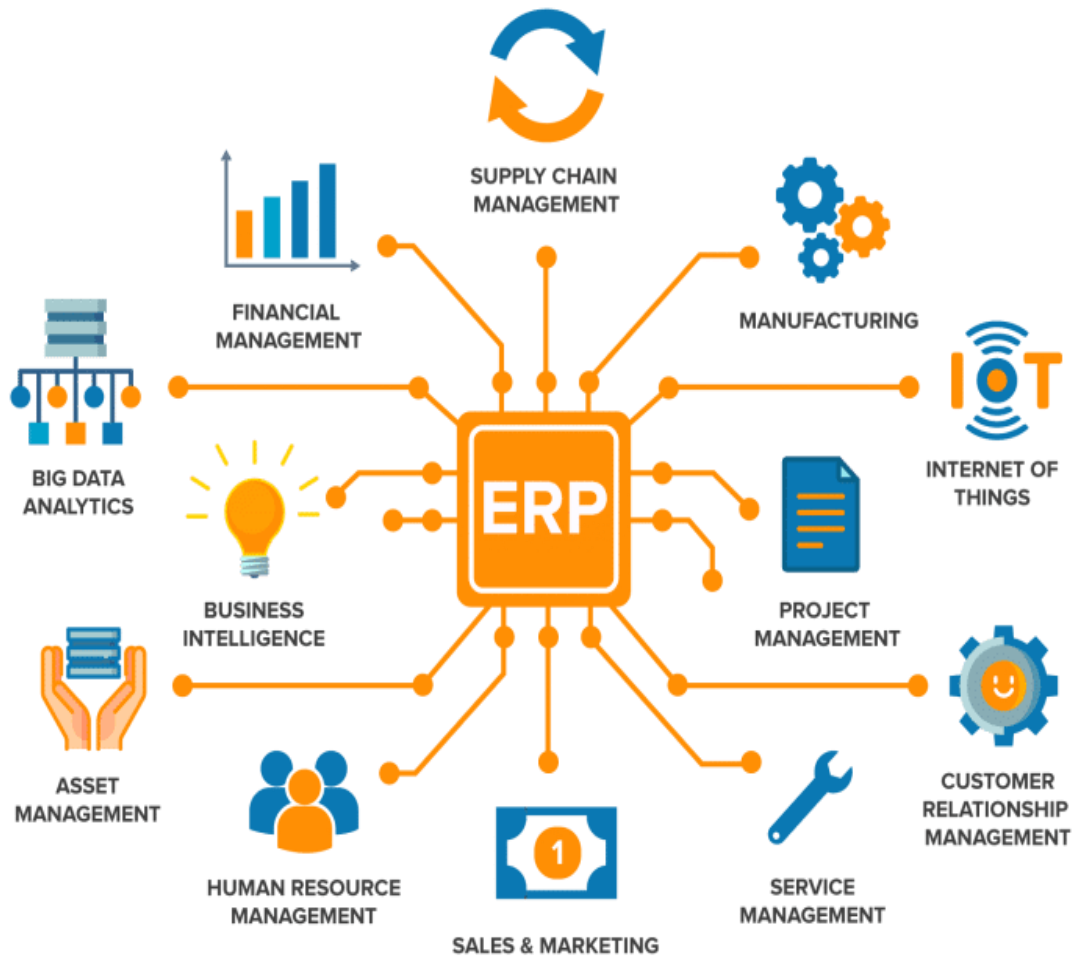 SUPPLY CHAIN
MANAGEMENT
FINANCIAL
MANAGEMENT
MANUFACTURING
BIG DATA
ANALYTICS
IOT
INTERNET OF
THINGS
ERP
BUSINESS
INTELLIGENCE
PROJECT
MANAGEMENT
ASSET
MANAGEMENT
CUSTOMER
RELATIONSHIP
MANAGEMENT
HUMAN RESOURCE
MANAGEMENT
1
SALES & MARKETING
SERVICE
MANAGEMENT